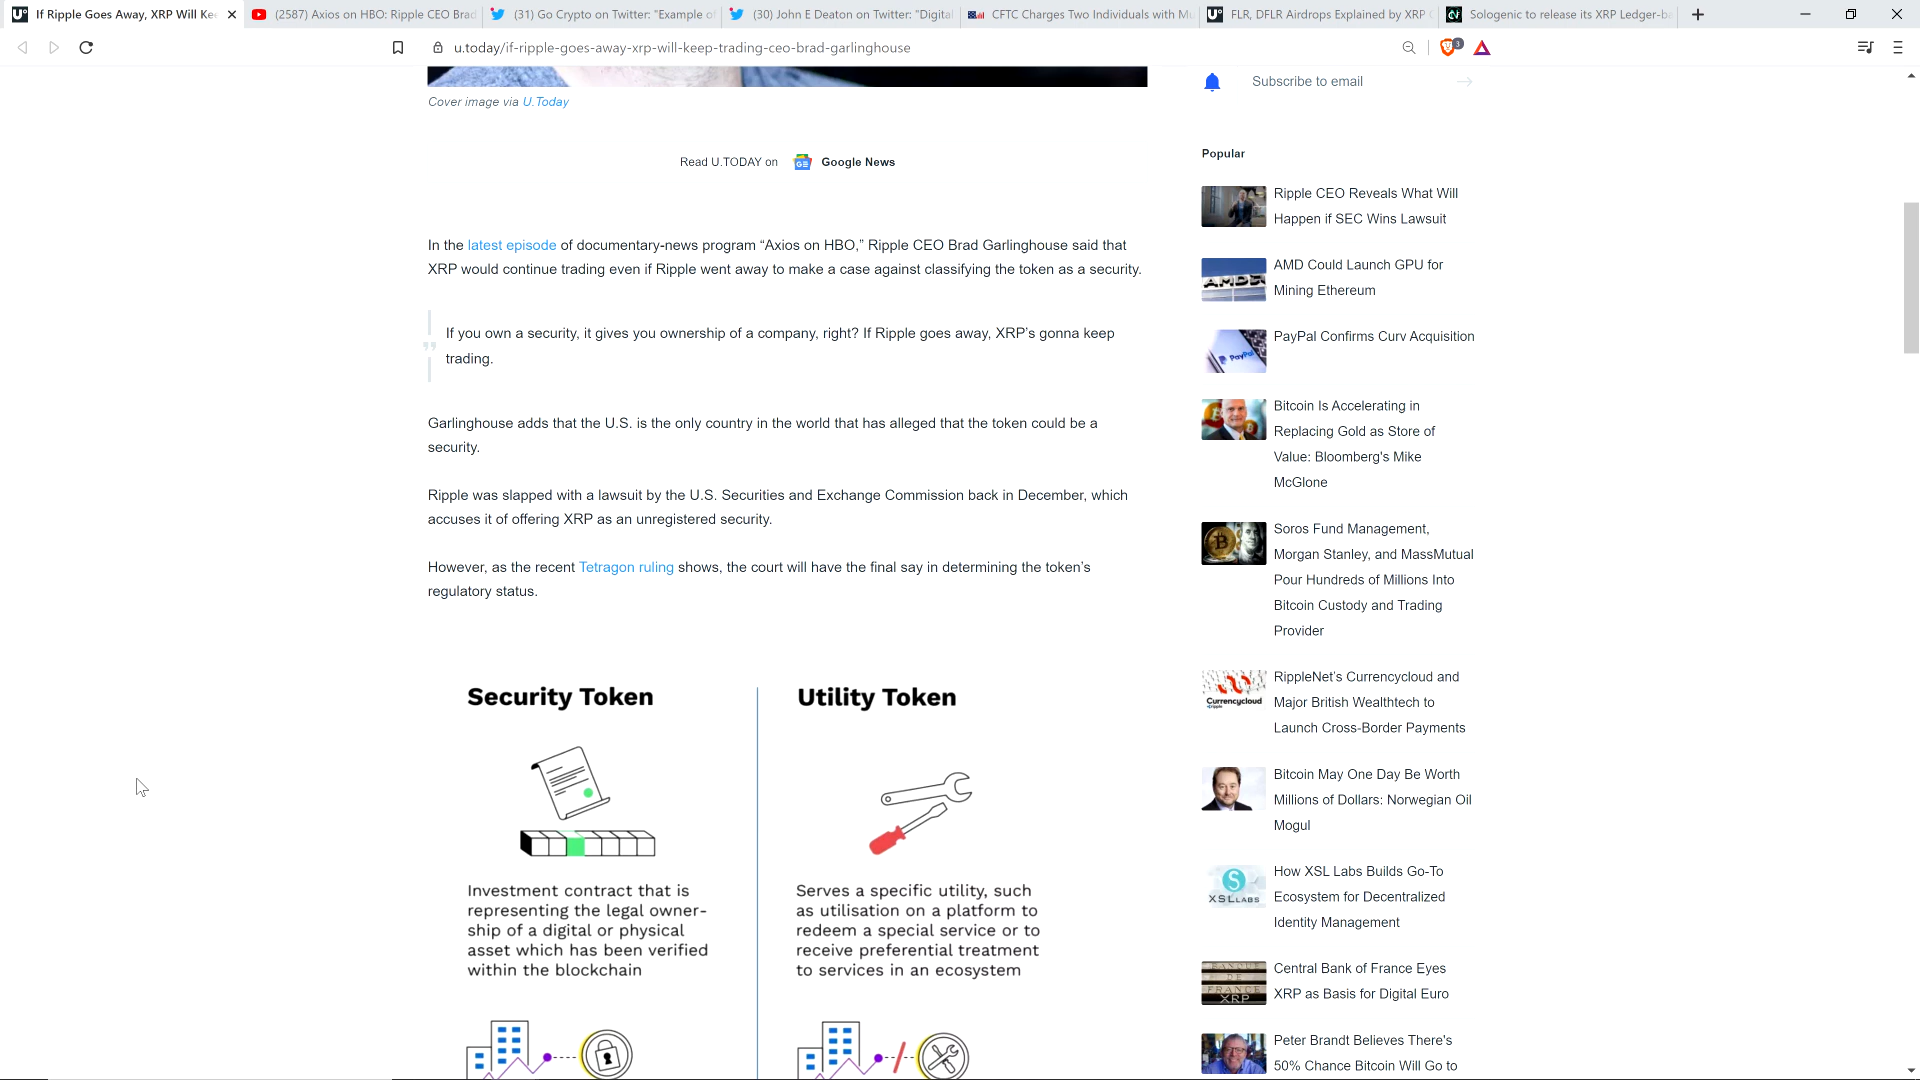 If Ripple Goes Away, XRP Will Ke
(2587) Axios on HBO: Ripple CEO Brad
(31) Go Crypto on Twitter: "Example of
(30) John E Deaton on Twitter: "Digital
CFTC Charges Two Individuals with Mu
FLR, DFLR Airdrops Explained by XRP
Sologenic to release its XRP Ledger-ba
u.today/if-ripple-goes-away-xrp-will-keep-trading-ceo-brad-garlinghouse
3
Cover image via U.Today
Read U.TODAY on Google News
In the latest episode of documentary-news program “Axios on HBO,” Ripple CEO Brad Garlinghouse said that
XRP would continue trading even if Ripple went away to make a case against classifying the token as a security.
If you own a security, it gives you ownership of a company, right? If Ripple goes away, XRP’s gonna keep
trading.
Garlinghouse adds that the U.S. is the only country in the world that has alleged that the token could be a
security.
Ripple was slapped with a lawsuit by the U.S. Securities and Exchange Commission back in December, which
accuses it of offering XRP as an unregistered security.
However, as the recent Tetragon ruling shows, the court will have the final say in determining the token’s
regulatory status.
Security Token
Investment contract that is
representing the legal owner-
ship of a digital or physical
asset which has been verified
within the blockchain
Utility Token
Serves a specific utility, such
as utilisation on a platform to
redeem a special service or to
receive preferential treatment
to services in an ecosystem
Subscribe to email
Popular
Ripple CEO Reveals What Will
Happen if SEC Wins Lawsuit
AMD
AMD Could Launch GPU for
Mining Ethereum
PayPal
PayPal Confirms Curv Acquisition
Bitcoin Is Accelerating in
Replacing Gold as Store of
Value: Bloomberg's Mike
McGlone
Soros Fund Management,
Morgan Stanley, and MassMutual
Pour Hundreds of Millions Into
Bitcoin Custody and Trading
Provider
Currencycloud
RippleNet’s Currencycloud and
Major British Wealthtech to
Launch Cross-Border Payments
Bitcoin May One Day Be Worth
Millions of Dollars: Norwegian Oil
Mogul
XSL LABS
How XSL Labs Builds Go-To
Ecosystem for Decentralized
Identity Management
BANQUE
DE
FRANCE
XRP
Central Bank of France Eyes
XRP as Basis for Digital Euro
Peter Brandt Believes There's
50% Chance Bitcoin Will Go to